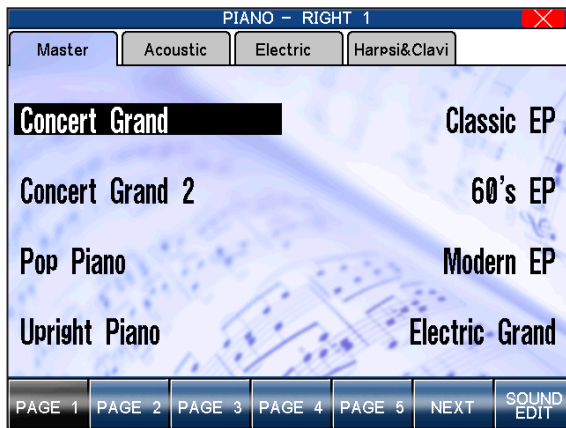 PIANO – RIGHT 1
Master Acoustic Electric Harpsi&Clavi
Concert Grand Classic EP
Concert Grand 2 60's EP
Pop Piano Modern EP
Upright Piano Electric Grand
PAGE 1 PAGE 2 PAGE 3 PAGE 4 PAGE 5 NEXT SOUND EDIT